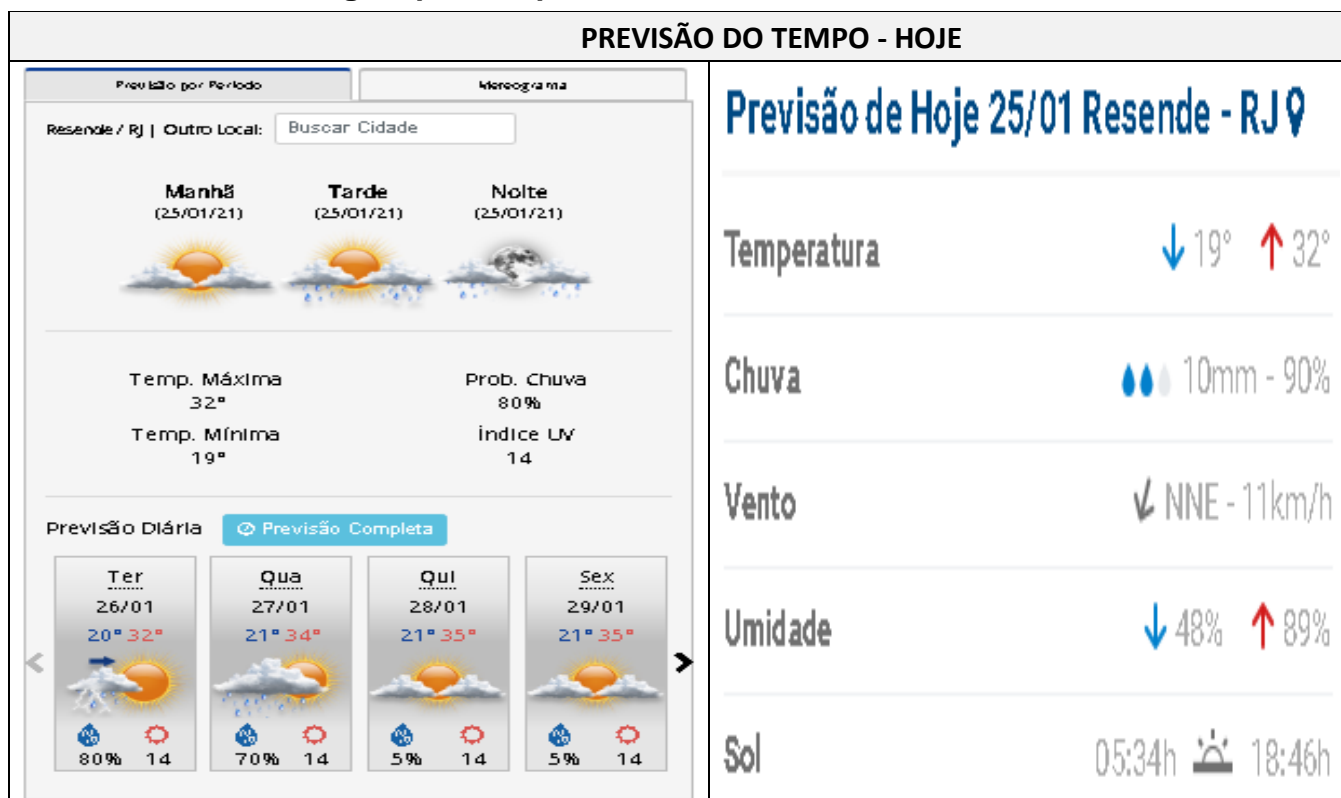 PREVISÃO DO TEMPO - HOJE
Previsão por Período
Meteograma
Resende / RJ | Outro Local: Buscar Cidade
Manhã Tarde Noite
(25/01/21) (25/01/21) (25/01/21)
Temp. Máxima Prob. Chuva
32° 80%
Temp. Mínima Índice UV
19° 14
Previsão Diária Previsão Completa
Ter Qua Qui Sex
26/01 27/01 28/01 29/01
20° 32° 21° 34° 21° 35° 21° 35°
80% 14 70% 14 5% 14 5% 14
Previsão de Hoje 25/01 Resende - RJ
Temperatura 19° 32°
Chuva 10mm - 90%
Vento NNE - 11km/h
Umidade 48% 89%
Sol 05:34h 18:46h